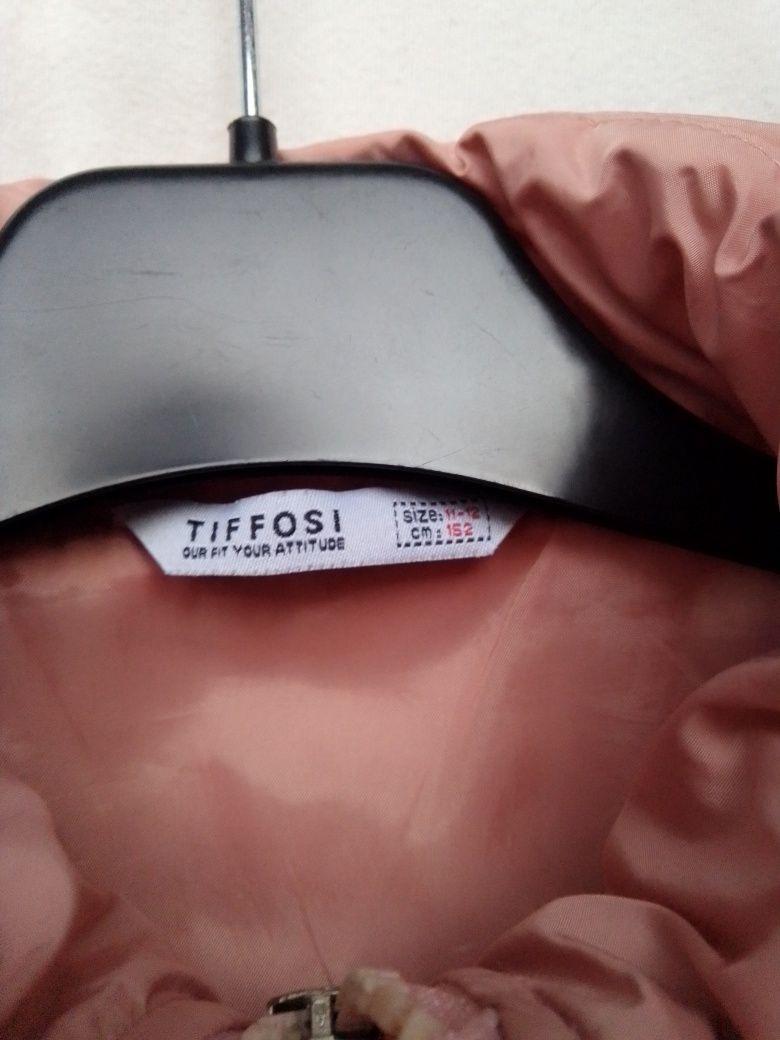 TIFFOSI
OUR FIT YOUR ATTITUDE
SIZE: 11-12
cm: 152